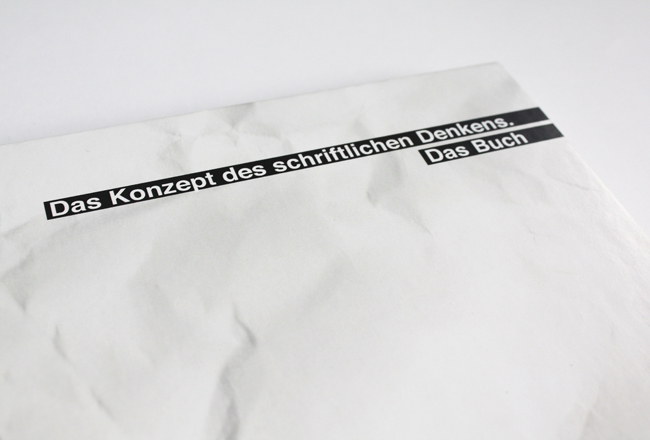 Das Konzept des schriftlichen Denkens.
Das Buch